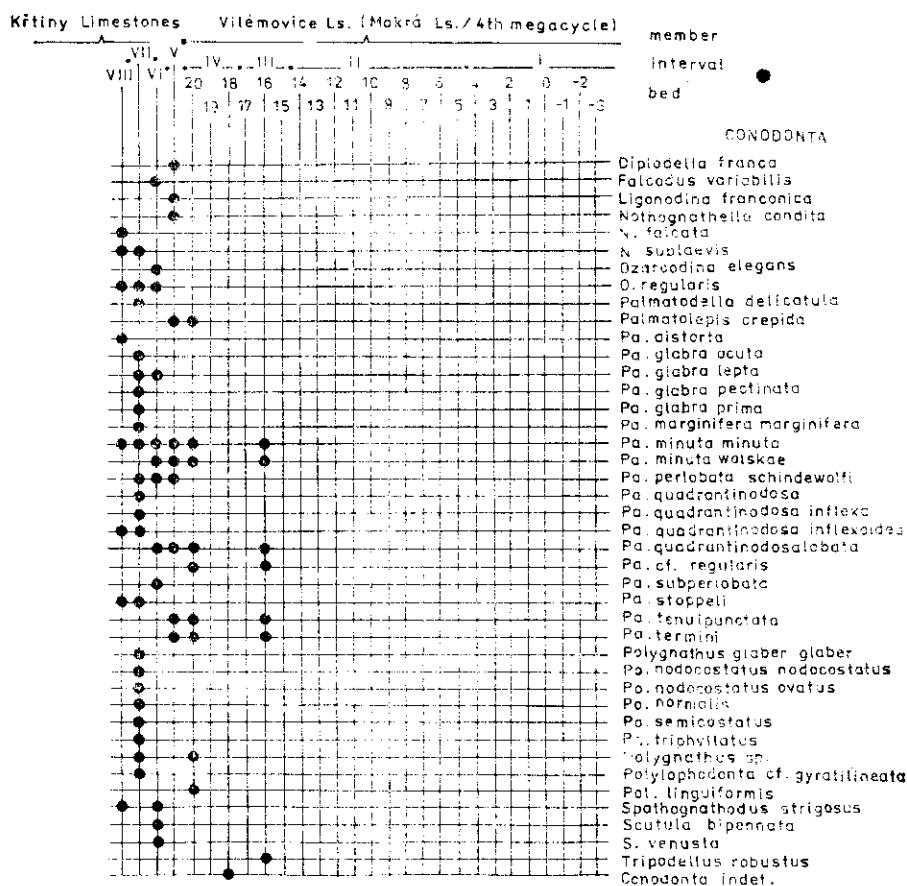 Křtiny Limestones Vilémovice Ls. (Mokrá Ls./4th megacycle)
member
interval
bed
VII V
VIII VI IV III II I
20 18 16 14 12 10 8 6 4 2 0 -2
19 17 15 13 11 9 7 5 3 1 -1 -3
CONODONTA
Diplodella franca
Falcodus variabilis
Ligonodina franconica
Nothognathella condita
N. falcata
N. sublaevis
Ozarcodina elegans
O. regularis
Palmatodella delicatula
Palmatolepis crepida
Pa. distorta
Pa. glabra acuta
Pa. glabra lepta
Pa. glabra pectinata
Pa. glabra prima
Pa. marginifera marginifera
Pa. minuta minuta
Pa. minuta wolskae
Pa. perlobata schindewolfi
Pa. quadrantinodosa
Pa. quadrantinodosa inflexa
Pa. quadrantinodosa inflexoidea
Pa. quadrantinodosalobata
Pa. cf. regularis
Pa. subperlobata
Pa. stoppeli
Pa. tenuipunctata
Pa. termini
Polygnathus glaber glaber
Po. nodocostatus nodocostatus
Po. nodocostatus ovatus
Po. normalis
Po. semicostatus
Po. triphyllatus
Polygnathus sp.
Polylophodonta cf. gyratilineata
Pol. linguiformis
Spathognathodus strigosus
Scutula bipennata
S. venusta
Tripodellus robustus
Conodonta indet.